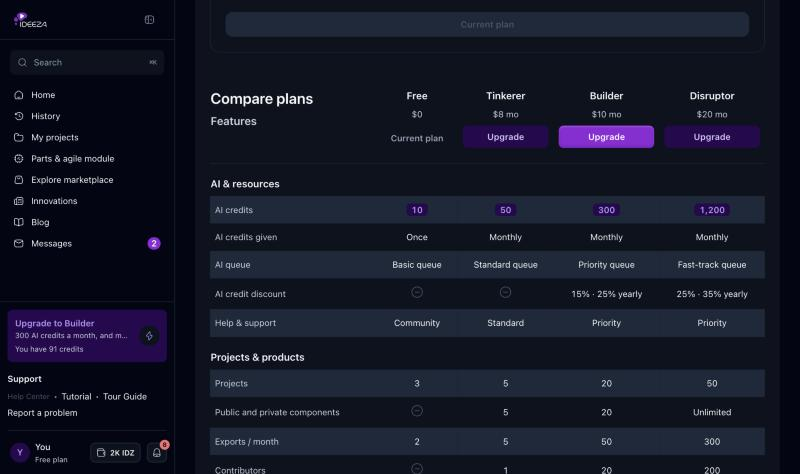 IDEEZA
Search
⌘K
Home
History
My projects
Parts & agile module
Explore marketplace
Innovations
Blog
Messages
2
Upgrade to Builder
300 AI credits a month, and m...
You have 91 credits
Support
Help Center • Tutorial • Tour Guide
Report a problem
Y
You
Free plan
2K IDZ
6
Current plan
Compare plans
Features
Free Tinkerer Builder Disruptor
$0 $8 mo $10 mo $20 mo
Current plan Upgrade Upgrade Upgrade
AI & resources
AI credits 10 50 300 1,200
AI credits given Once Monthly Monthly Monthly
AI queue Basic queue Standard queue Priority queue Fast-track queue
AI credit discount 15% · 25% yearly 25% · 35% yearly
Help & support Community Standard Priority Priority
Projects & products
Projects 3 5 20 50
Public and private components 5 20 Unlimited
Exports / month 2 5 50 300
Contributors 1 20 200